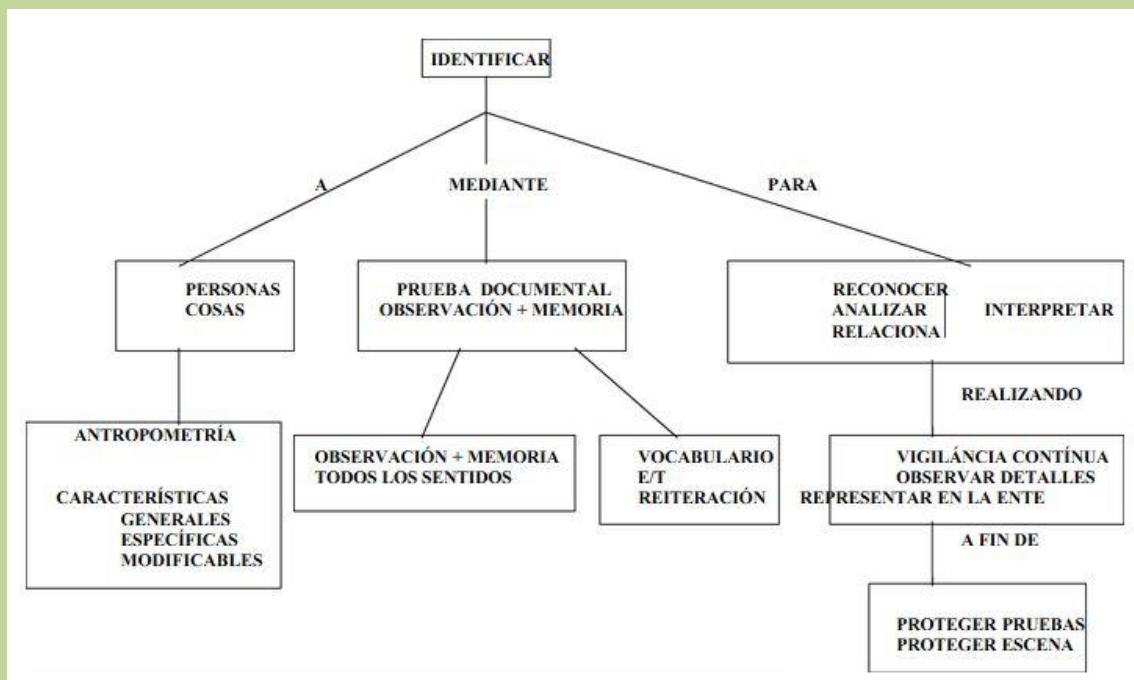 IDENTIFICAR
A
MEDIANTE
PARA
PERSONAS
COSAS
PRUEBA DOCUMENTAL
OBSERVACIÓN + MEMORIA
RECONOCER
ANALIZAR
RELACIONA
INTERPRETAR
REALIZANDO
ANTROPOMETRÍA
CARACTERÍSTÍCAS
GENERALES
ESPECÍFICAS
MODIFICABLES
OBSERVACIÓN + MEMORIA
TODOS LOS SENTIDOS
VOCABULARIO
E/T
REITERACIÓN
VIGILÁNCIA CONTÍNUA
OBSERVAR DETALLES
REPRESENTAR EN LA ENTE
A FIN DE
PROTEGER PRUEBAS
PROTEGER ESCENA